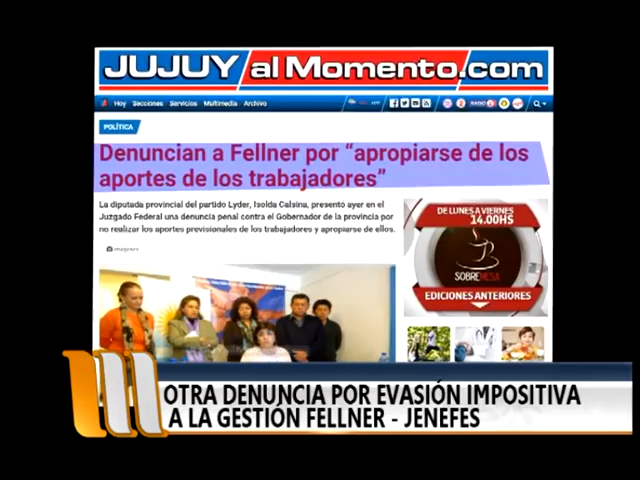 JUJUY al Momento.com
Hoy Secciones Servicios Multimedia Archivo
RADIO
POLÍTICA
Denuncian a Fellner por “apropiarse de los
aportes de los trabajadores”
La diputada provincial del partido Lyder, Isolda Calsina, presento ayer en el
Juzgado Federal una denuncia penal contra el Gobernador de la provincia por
no realizar los aportes previsionales de los trabajadores y apropiarse de ellos.
imágenes
DE LUNES A VIERNES
14.00HS
SOBREMESA
EDICIONES ANTERIORES
OTRA DENUNCIA POR EVASIÓN IMPOSITIVA
A LA GESTIÓN FELLNER - JENEFES